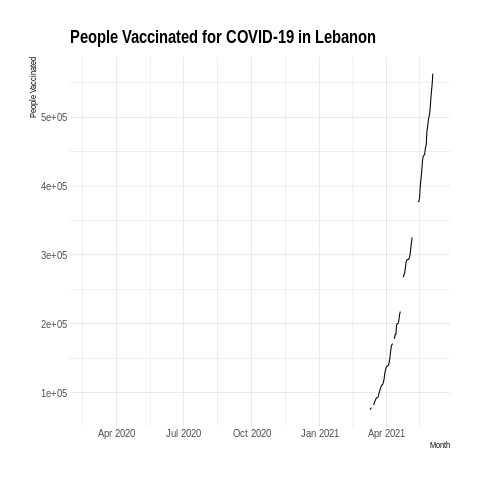 People Vaccinated for COVID-19 in Lebanon
People Vaccinated
5e+05
4e+05
3e+05
2e+05
1e+05
Apr 2020 Jul 2020 Oct 2020 Jan 2021 Apr 2021
Month